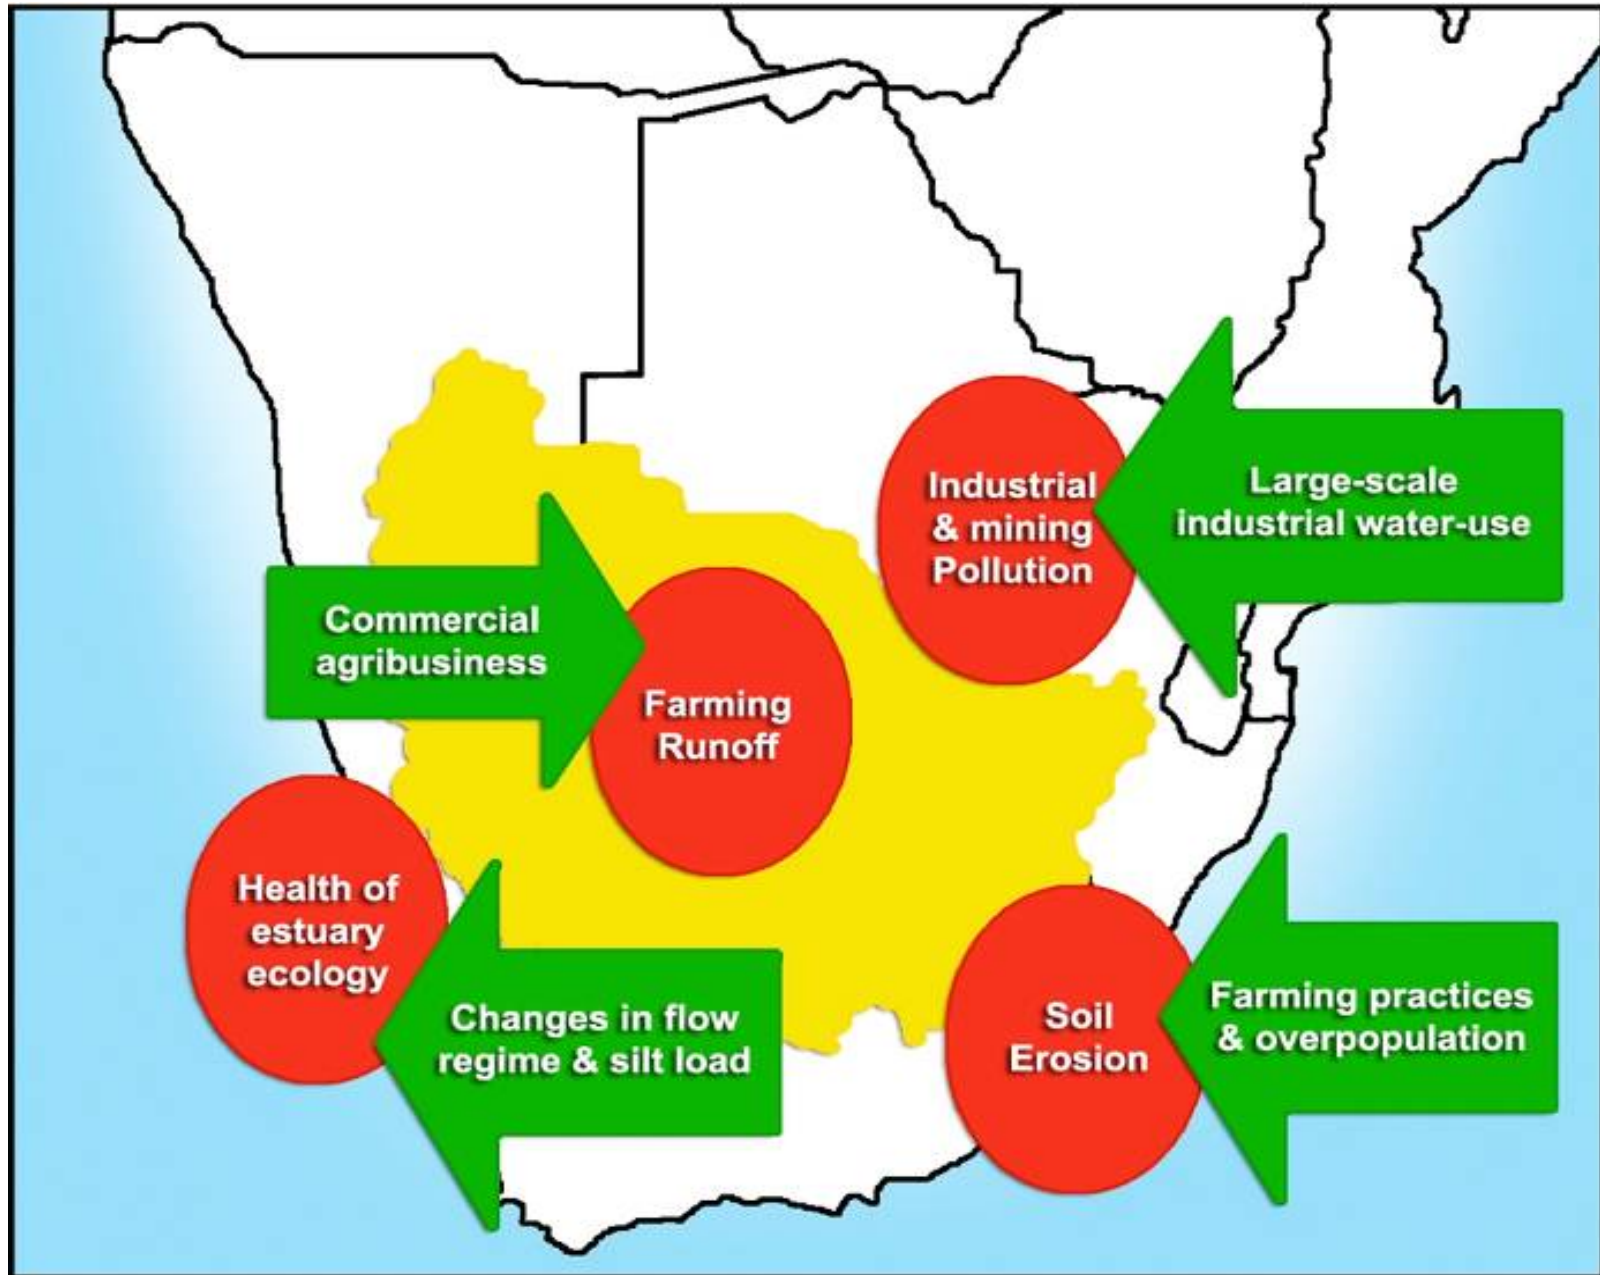 Industrial
& mining
Pollution
Large-scale
industrial water-use
Commercial
agribusiness
Farming
Runoff
Health of
estuary
ecology
Changes in flow
regime & silt load
Soil
Erosion
Farming practices
& overpopulation